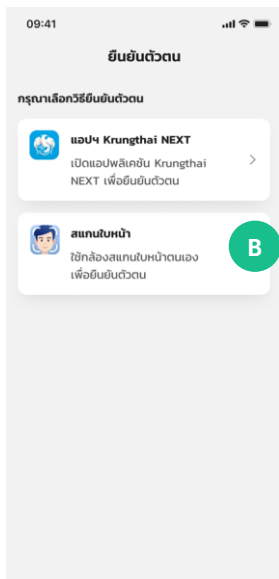 09:41
ยืนยันตัวตน
กรุณาเลือกวิธียืนยันตัวตน
แอปฯ Krungthai NEXT
เปิดแอปพลิเคชัน Krungthai
NEXT เพื่อยืนยันตัวตน
สแกนใบหน้า
ใช้กล้องสแกนใบหน้าตนเอง
เพื่อยืนยันตัวตน
B